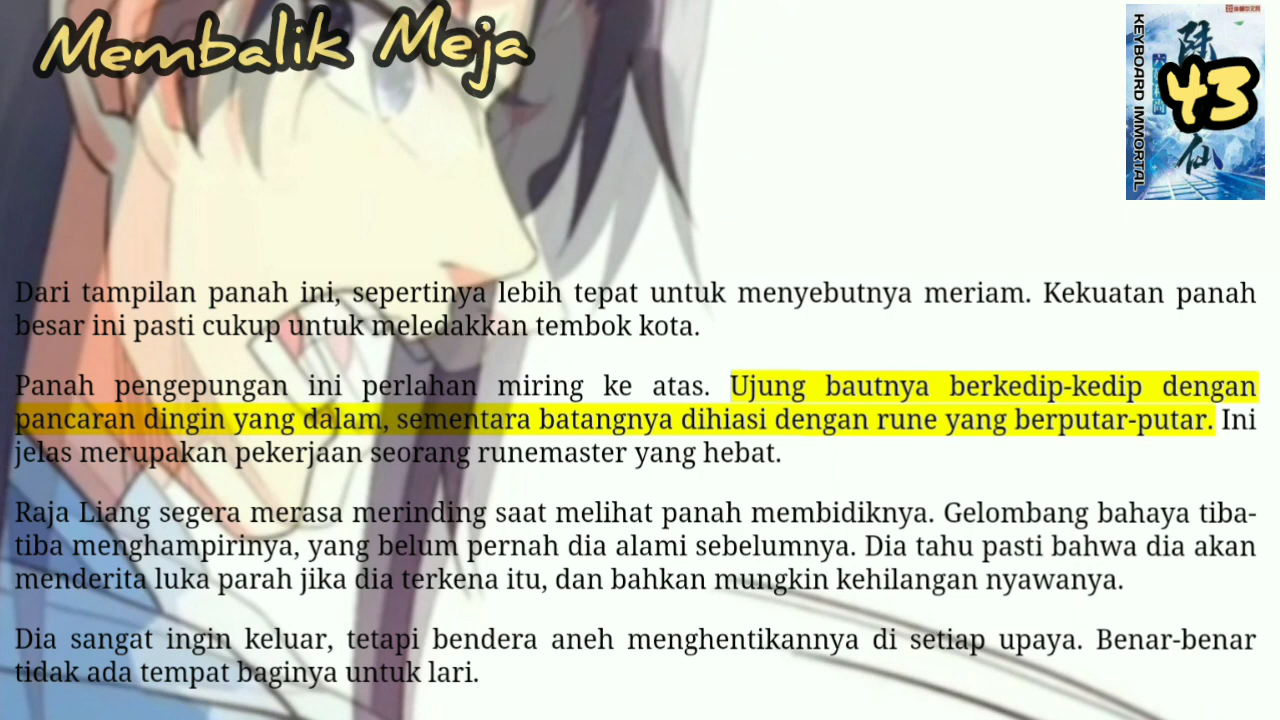 Membalik Meja
KEYBOARD IMMORTAL
43
仙
Dari tampilan panah ini, sepertinya lebih tepat untuk menyebutnya meriam. Kekuatan panah
besar ini pasti cukup untuk meledakkan tembok kota.
Panah pengepungan ini perlahan miring ke atas. Ujung bautnya berkedip-kedip dengan
pancaran dingin yang dalam, sementara batangnya dihiasi dengan rune yang berputar-putar. Ini
jelas merupakan pekerjaan seorang runemaster yang hebat.
Raja Liang segera merasa merinding saat melihat panah membidiknya. Gelombang bahaya tiba-
tiba menghampirinya, yang belum pernah dia alami sebelumnya. Dia tahu pasti bahwa dia akan
menderita luka parah jika dia terkena itu, dan bahkan mungkin kehilangan nyawanya.
Dia sangat ingin keluar, tetapi bendera aneh menghentikannya di setiap upaya. Benar-benar
tidak ada tempat baginya untuk lari.